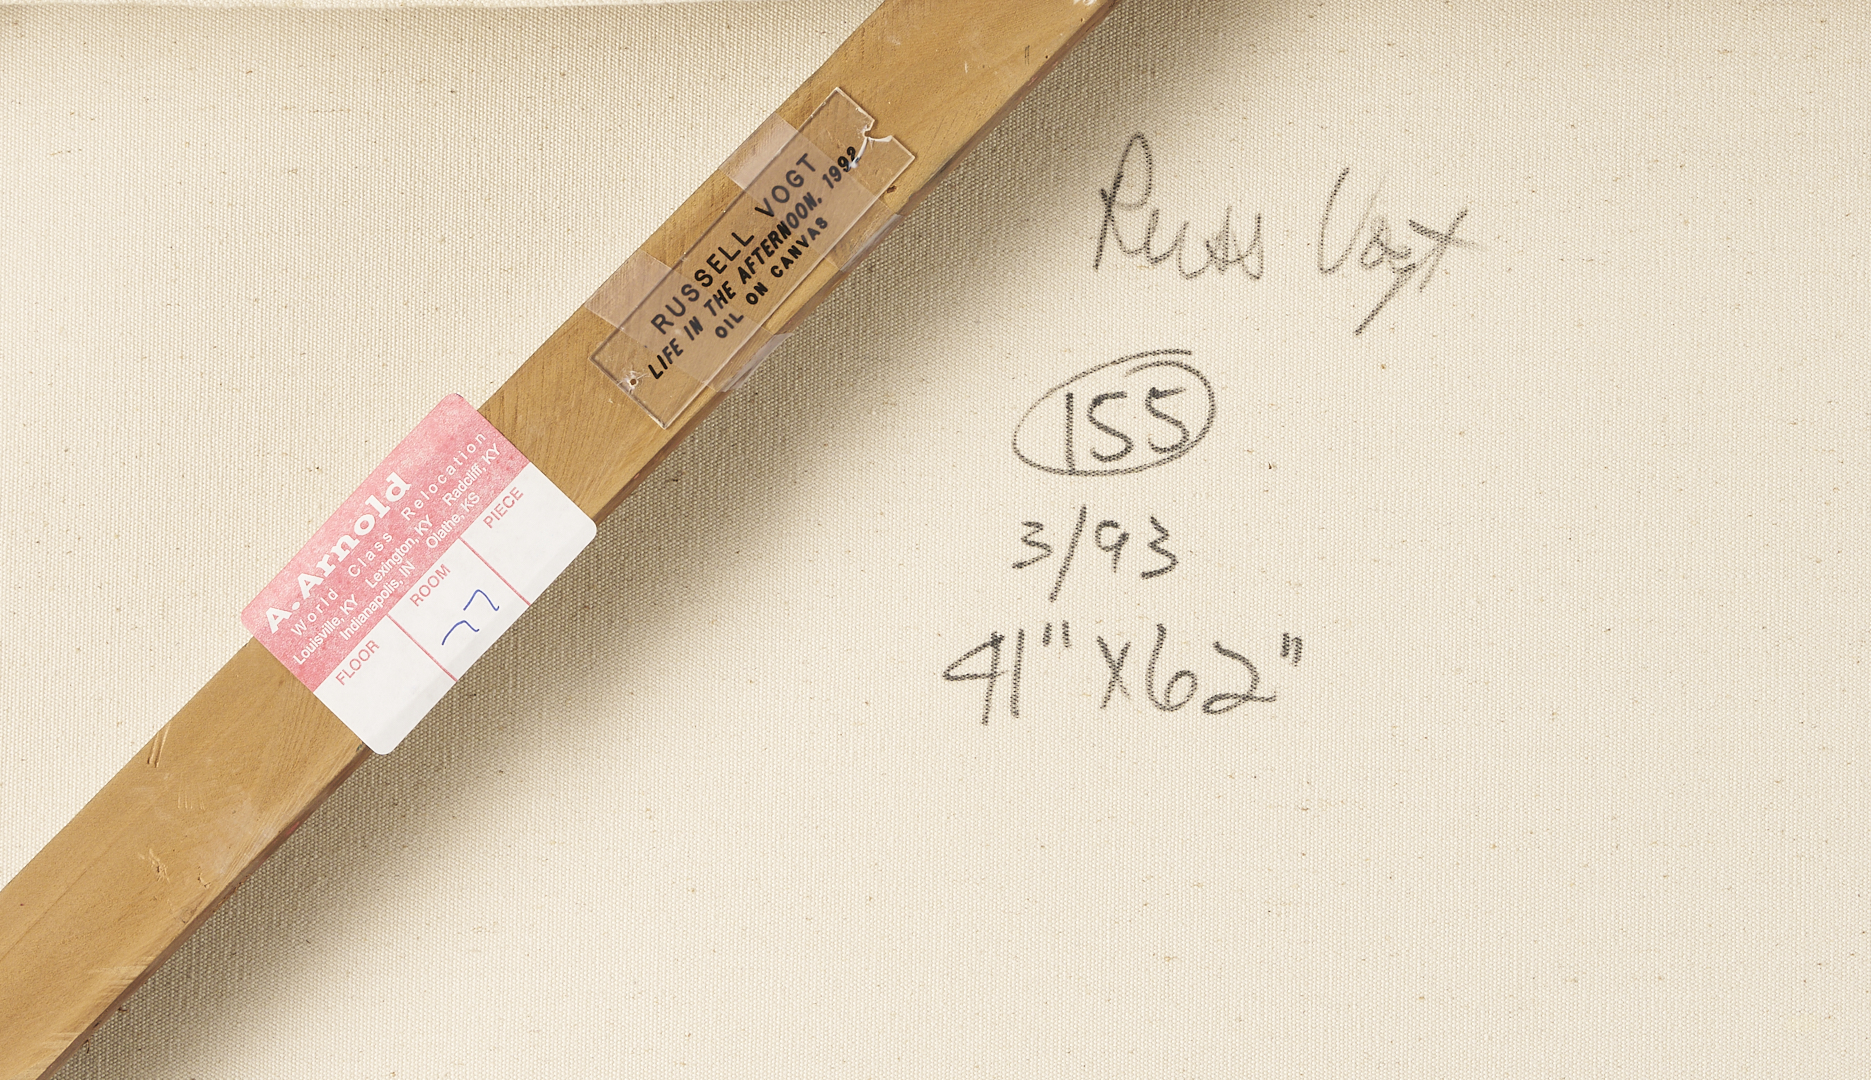 RUSSELL VOGT
LIFE IN THE AFTERNOON, 1992
OIL ON CANVAS
A. Arnold
World Class Relocation
Louisville, KY Lexington, KY Radcliff, KY
Indianapolis, IN Olathe, KS
FLOOR ROOM PIECE
77
Russ Vogt
155
3/93
41" X 62"